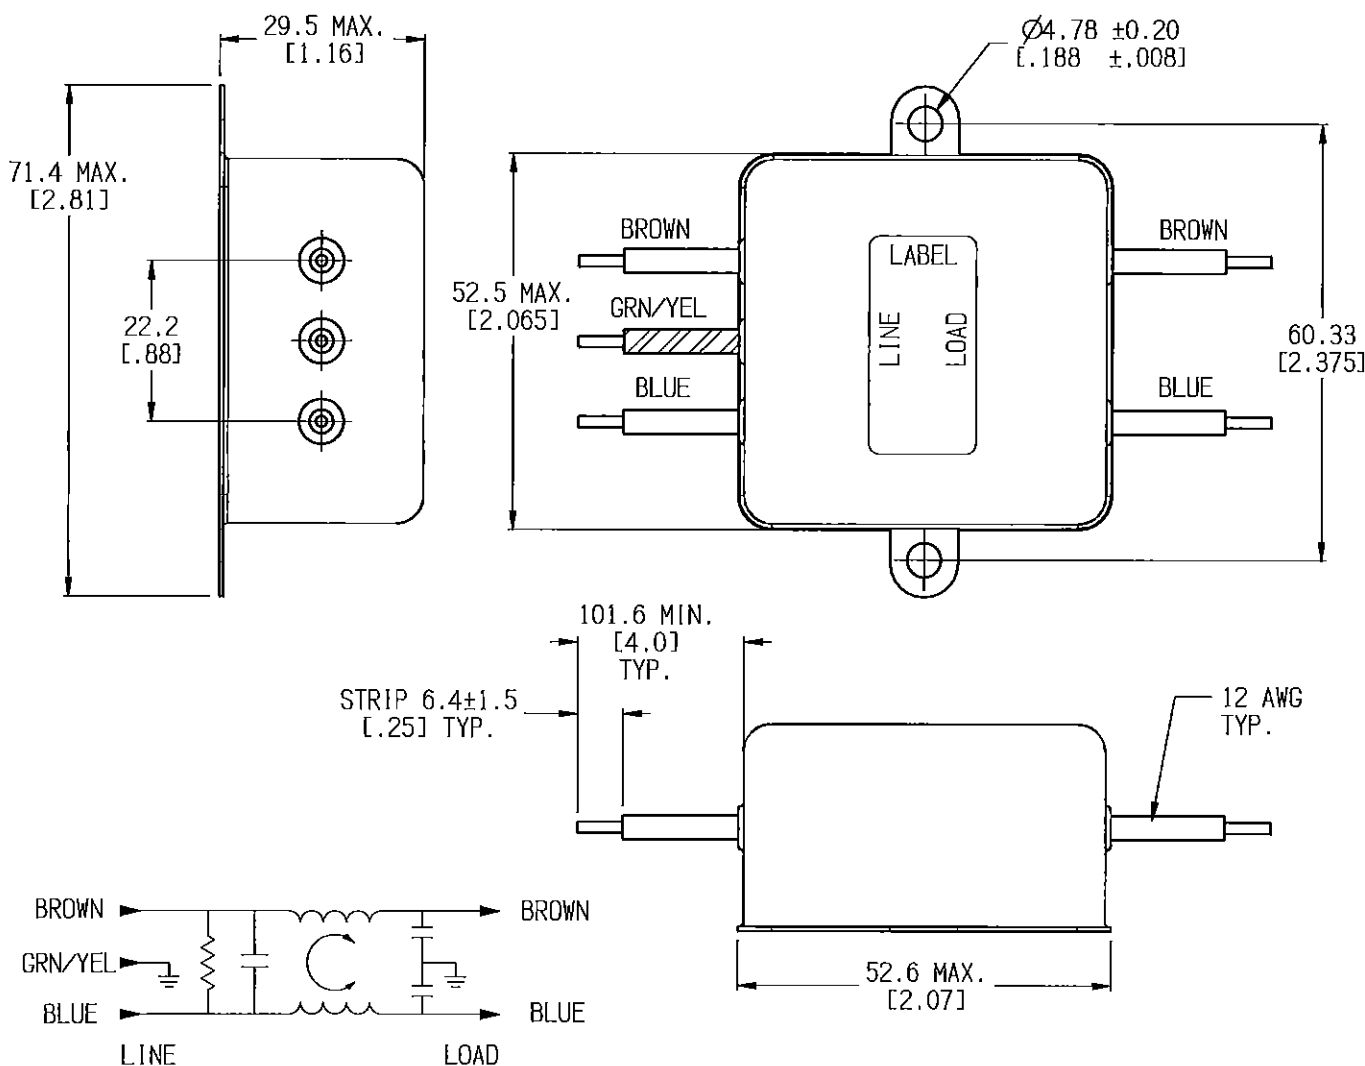 29.5 MAX.
[1.16]
Ø4.78 ±0.20
[.188 ±.008]
71.4 MAX.
[2.81]
22.2
[.88]
52.5 MAX.
[2.065]
BROWN
GRN/YEL
BLUE
LABEL
LINE
LOAD
BROWN
BLUE
60.33
[2.375]
101.6 MIN.
[4.0]
TYP.
STRIP 6.4±1.5
[.25] TYP.
12 AWG
TYP.
52.6 MAX.
[2.07]
BROWN
BROWN
GRN/YEL
BLUE
BLUE
LINE
LOAD